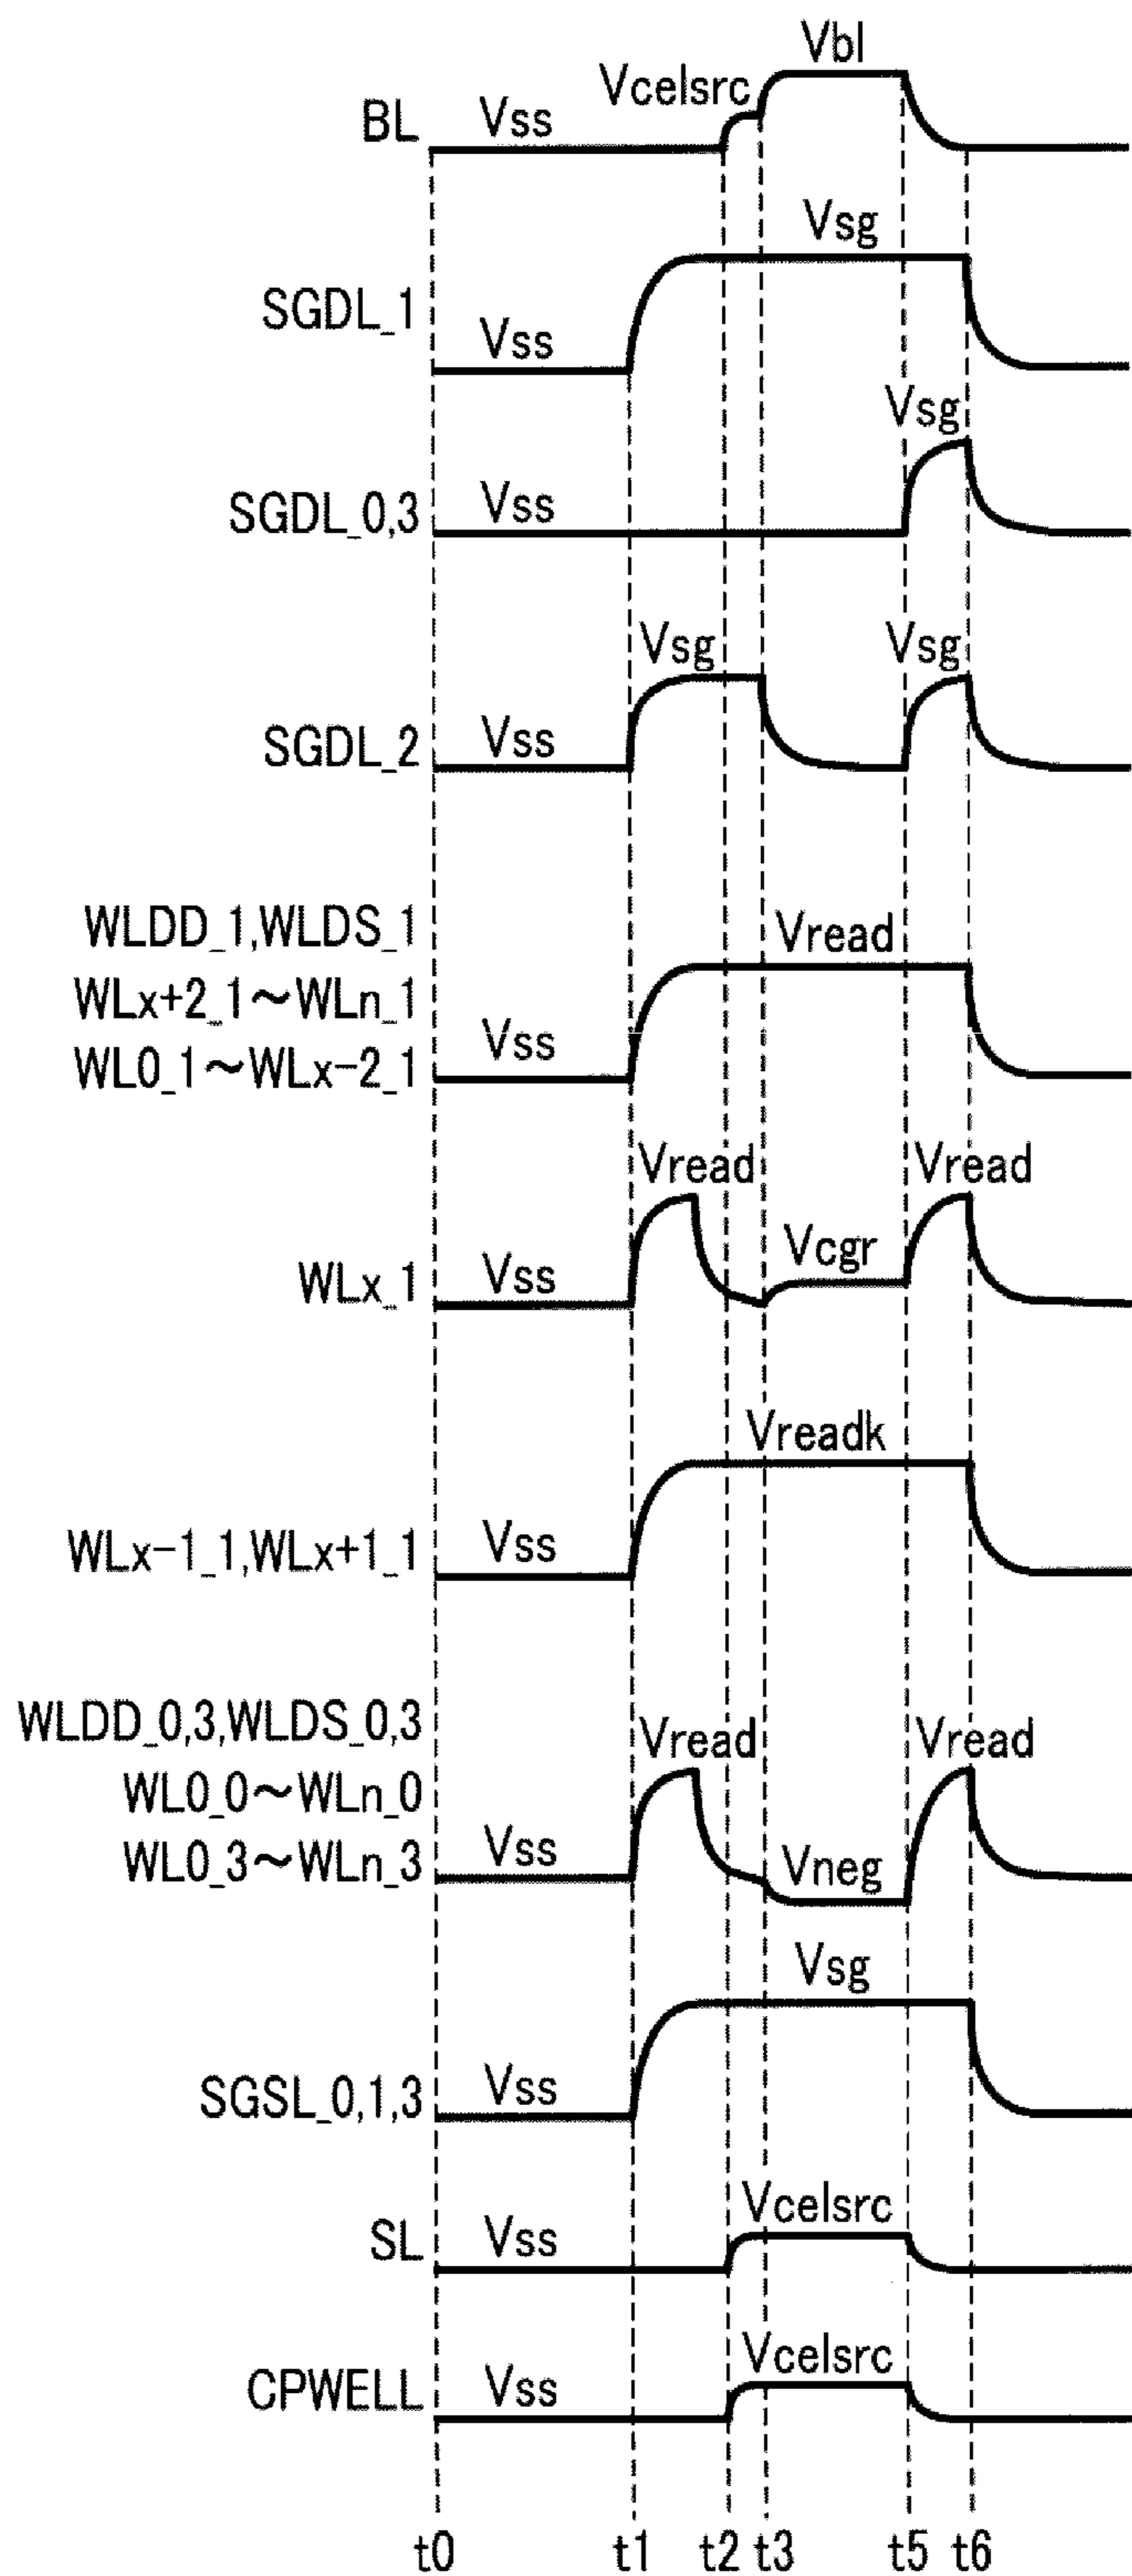 Vbl
Vcelsrc
BL Vss
Vsg
SGDL_1 Vss
Vsg
SGDL_0,3 Vss
Vsg Vsg
SGDL_2 Vss
WLDD_1,WLDS_1 Vread
WLx+2_1~WLn_1
WL0_1~WLx-2_1 Vss
Vread Vread
WLx_1 Vss Vcgr
Vreadk
WLx-1_1,WLx+1_1 Vss
WLDD_0,3,WLDS_0,3 Vread Vread
WL0_0~WLn_0
WL0_3~WLn_3 Vss Vneg
Vsg
SGSL_0,1,3 Vss
Vcelsrc
SL Vss
Vcelsrc
CPWELL Vss
t0 t1 t2 t3 t5 t6